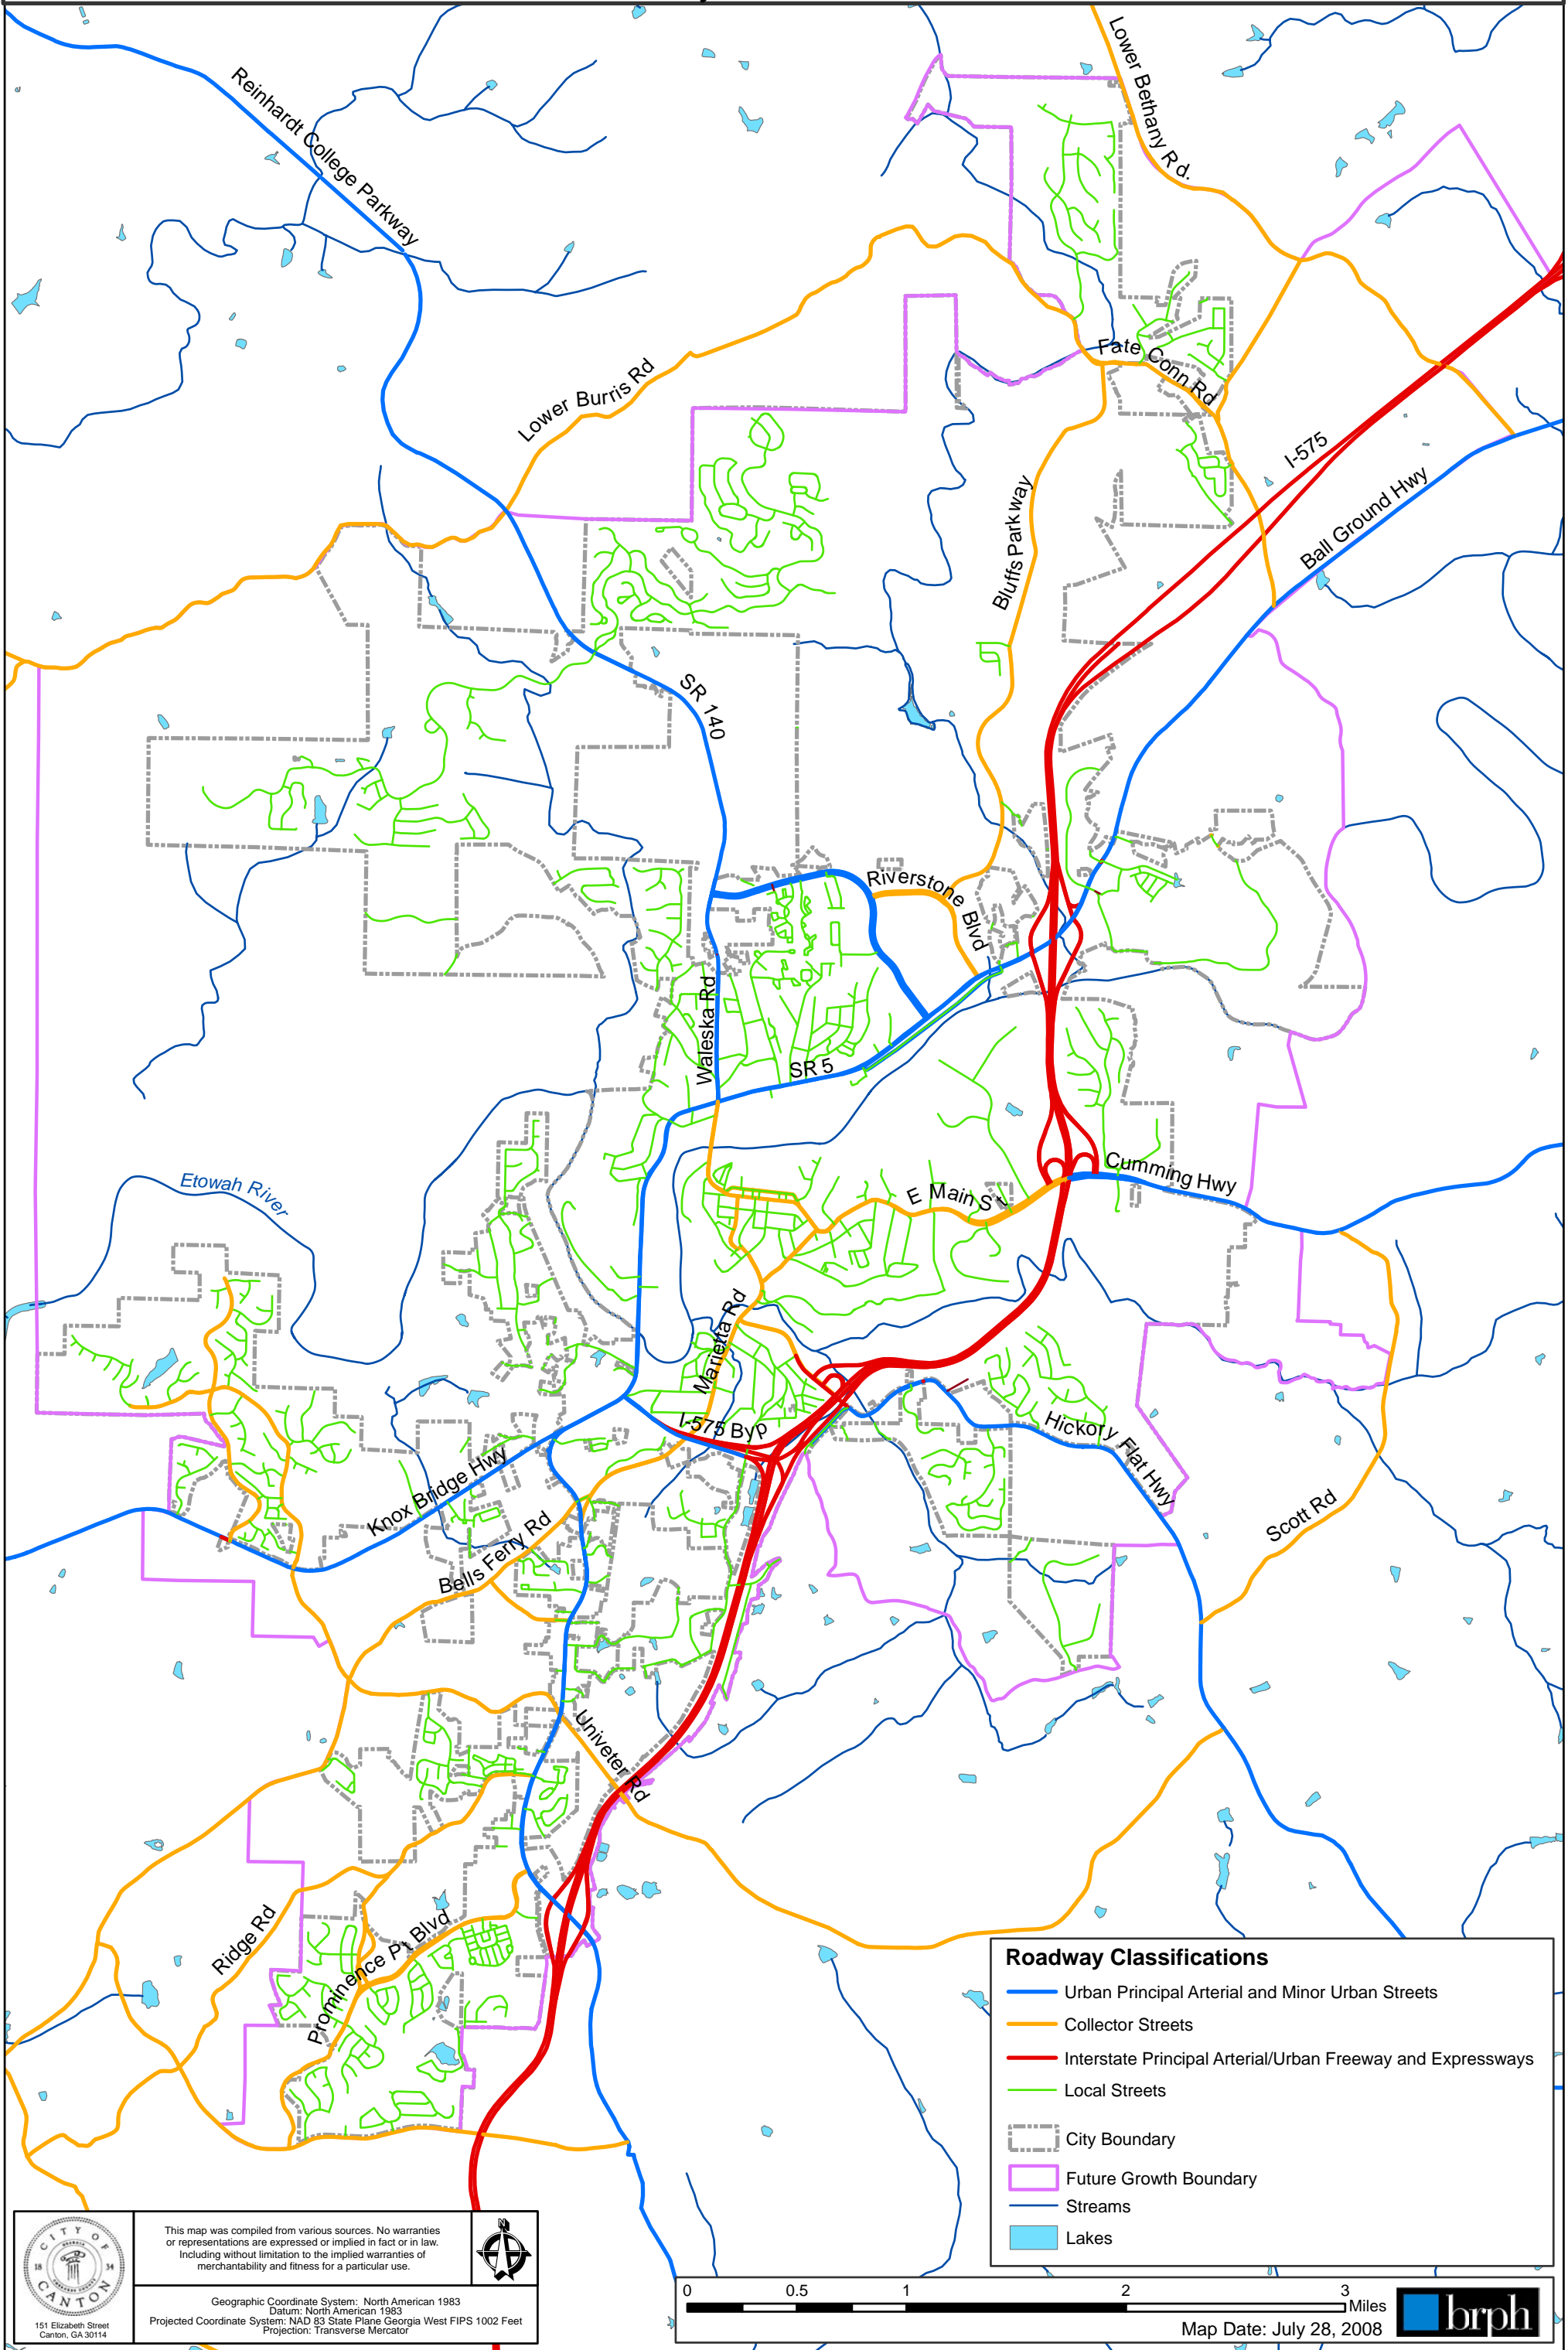 Lower Bethany Rd.
Reinhardt College Parkway
Lower Burris Rd
Fate Conn Rd
I-575
Ball Ground Hwy
Bluffs Parkway
SR 140
Riverstone Blvd
Waleska Rd
SR 5
Cumming Hwy
Etowah River
E Main St
Marietta Rd
I-575 Byp
Hickory Flat Hwy
Knox Bridge Hwy
Scott Rd
Bells Ferry Rd
Univeter Rd
Ridge Rd
Prominence Pt Blvd
Roadway Classifications
Urban Principal Arterial and Minor Urban Streets
Collector Streets
Interstate Principal Arterial/Urban Freeway and Expressways
Local Streets
City Boundary
Future Growth Boundary
Streams
Lakes
CITY OF
GEORGIA
18 34
CANTON
151 Elizabeth Street
Canton, GA 30114
This map was compiled from various sources. No warranties
or representations are expressed or implied in fact or in law.
Including without limitation to the implied warranties of
merchantability and fitness for a particular use.
N
Geographic Coordinate System: North American 1983
Datum: North American 1983
Projected Coordinate System: NAD 83 State Plane Georgia West FIPS 1002 Feet
Projection: Transverse Mercator
0 0.5 1 2 3
Miles
Map Date: July 28, 2008
brph